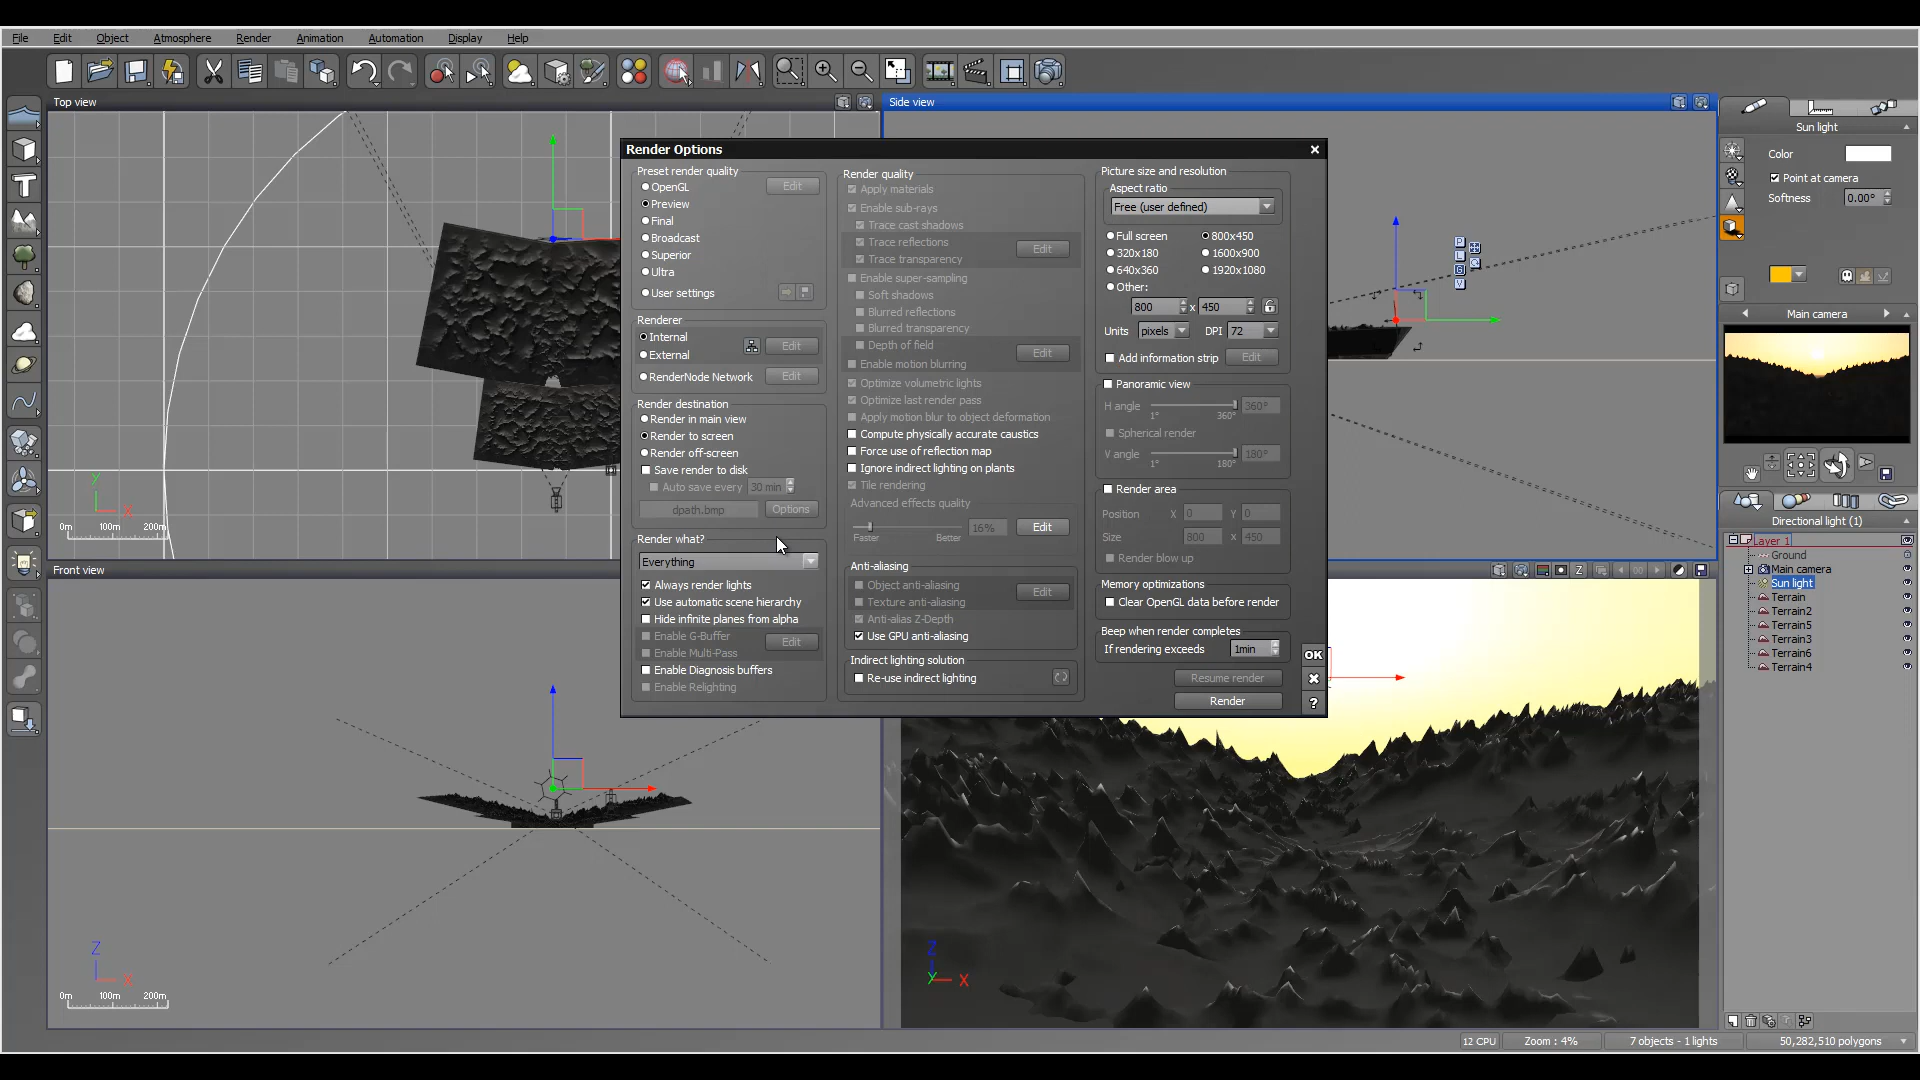 File Edit Object Atmosphere Render Animation Automation Display Help
Top view
Side view
Front view
Render Options
Preset render quality
OpenGL
Edit
Preview
Final
Broadcast
Superior
Ultra
User settings
Renderer
Internal
Edit
External
RenderNode Network
Edit
Render destination
Render in main view
Render to screen
Render off-screen
Save render to disk
Auto save every 30 min
dpath.bmp
Options
Render what?
Everything
Always render lights
Use automatic scene hierarchy
Hide infinite planes from alpha
Enable G-Buffer
Edit
Enable Multi-Pass
Enable Diagnosis buffers
Enable Relighting
Render quality
Apply materials
Enable sub-rays
Trace cast shadows
Trace reflections
Edit
Trace transparency
Enable super-sampling
Soft shadows
Blurred reflections
Blurred transparency
Depth of field
Edit
Enable motion blurring
Optimize volumetric lights
Optimize last render pass
Apply motion blur to object deformation
Compute physically accurate caustics
Force use of reflection map
Ignore indirect lighting on plants
Tile rendering
Advanced effects quality
16%
Edit
Faster Better
Anti-aliasing
Object anti-aliasing
Edit
Texture anti-aliasing
Anti-alias Z-Depth
Use GPU anti-aliasing
Indirect lighting solution
Re-use indirect lighting
Picture size and resolution
Aspect ratio
Free (user defined)
Full screen 800x450
320x180 1600x900
640x360 1920x1080
Other:
800 x 450
Units pixels DPI 72
Add information strip Edit
Panoramic view
H angle 360°
1° 360°
Spherical render
V angle 180°
1° 180°
Render area
Position X 0 Y 0
Size 800 x 450
Render blow up
Memory optimizations
Clear OpenGL data before render
Beep when render completes
If rendering exceeds 1min
Resume render
Render
OK
?
Y
X
0m 100m 200m
Z
X
0m 100m 200m
Z
Y
X
P
L
G
V
Z
Sun light
Color
Point at camera
Softness 0.00°
Main camera
Directional light (1)
Layer 1
Ground
Main camera
Sun light
Terrain
Terrain2
Terrain5
Terrain3
Terrain6
Terrain4
12 CPU Zoom : 4% 7 objects - 1 lights 50,282,510 polygons